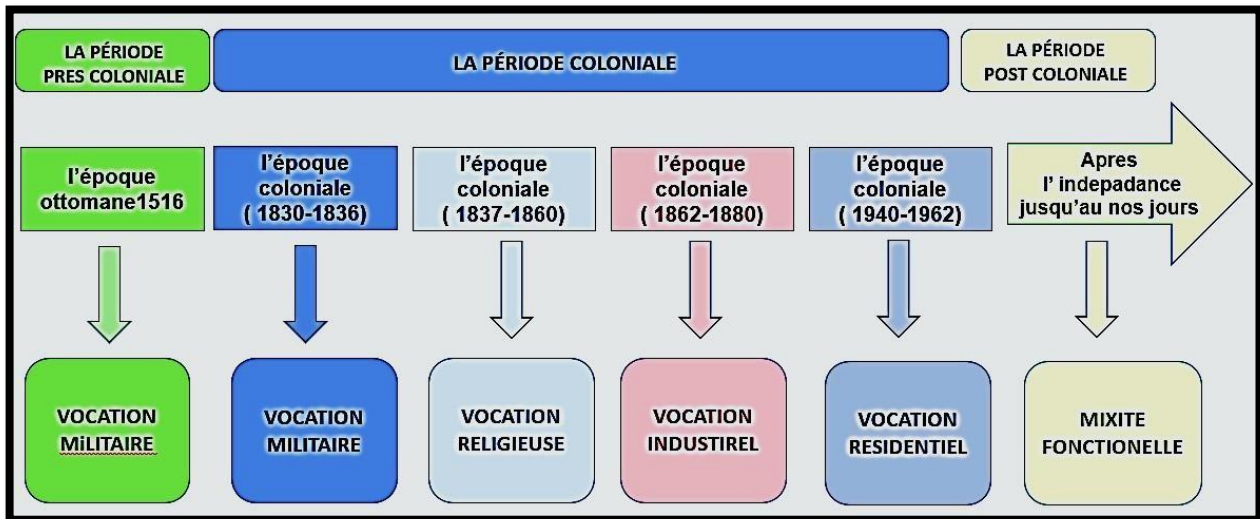 LA PÉRIODE
PRES COLONIALE
LA PÉRIODE COLONIALE
LA PÉRIODE
POST COLONIALE
l'époque
ottomane1516
l'époque
coloniale
( 1830-1836)
l'époque
coloniale
( 1837-1860)
l'époque
coloniale
( 1862-1880)
l'époque
coloniale
( 1940-1962)
Apres
l' indepadance
jusqu'au nos jours
VOCATION
MiLITAIRE
VOCATION
MILITAIRE
VOCATION
RELIGIEUSE
VOCATION
INDUSTIREL
VOCATION
RESIDENTIEL
MIXITE
FONCTIONELLE